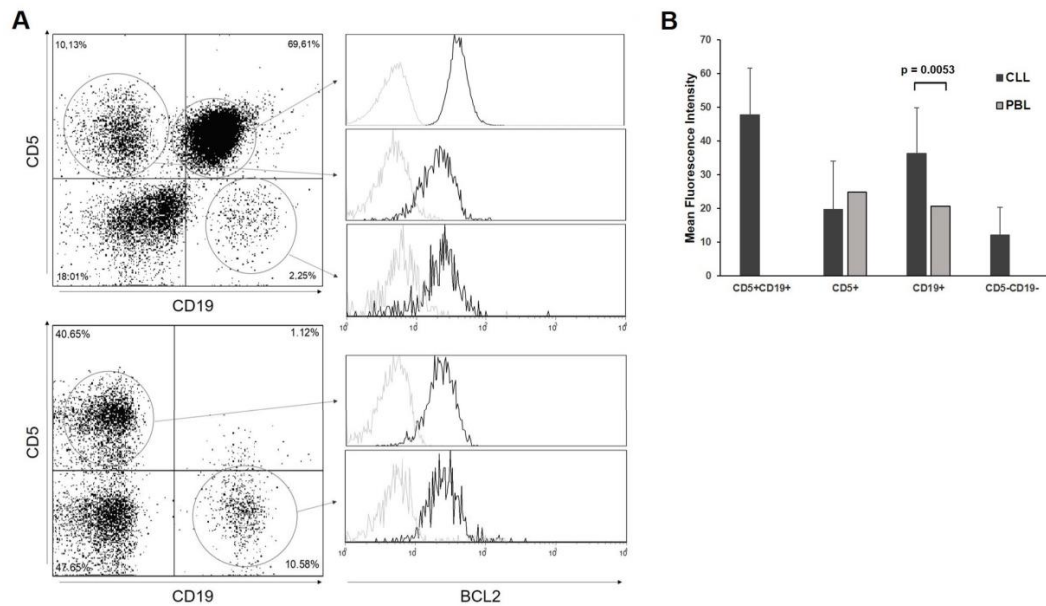 A
10,13%
69,61%
CD5
18.01%
2,25%
CD19
40.65%
1.12%
CD5
47.65%
10.58%
CD19
BCL2
B
Mean Fluorescence Intensity
70
60
50
40
30
20
10
0
p = 0.0053
CLL
PBL
CD5+CD19+ CD5+ CD19+ CD5-CD19-